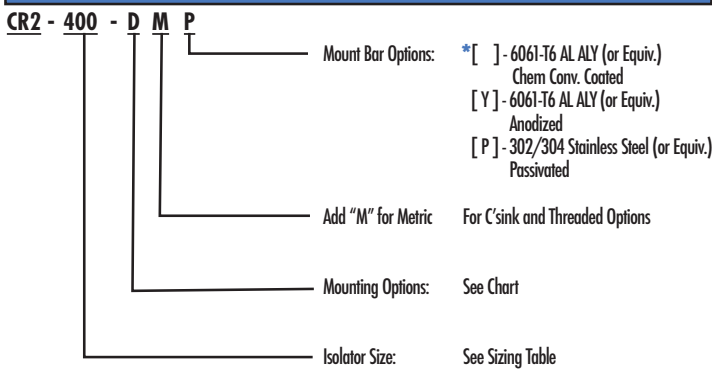 CR2 - 400 - D M P
Mount Bar Options: *[ ] - 6061-T6 AL ALY (or Equiv.)
Chem Conv. Coated
[ Y ] - 6061-T6 AL ALY (or Equiv.)
Anodized
[ P ] - 302/304 Stainless Steel (or Equiv.)
Passivated
Add "M" for Metric For C'sink and Threaded Options
Mounting Options: See Chart
Isolator Size: See Sizing Table